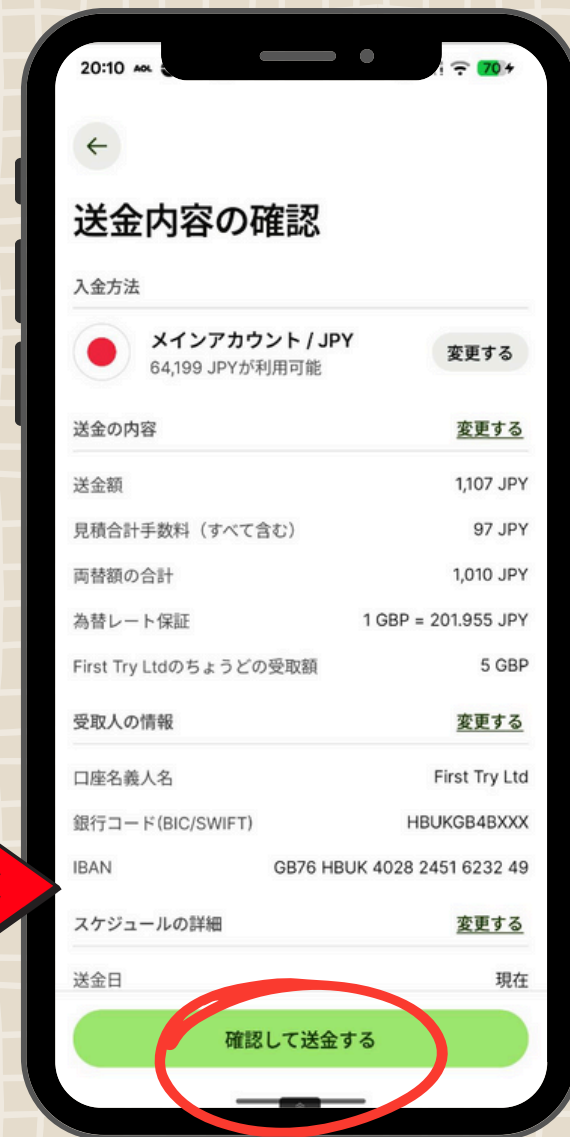 20:10 AOL
70
送金内容の確認
入金方法
メインアカウント / JPY
64,199 JPYが利用可能
変更する
送金の内容 変更する
送金額 1,107 JPY
見積合計手数料（すべて含む） 97 JPY
両替額の合計 1,010 JPY
為替レート保証 1 GBP = 201.955 JPY
First Try Ltdのちょうどの受取額 5 GBP
受取人の情報 変更する
口座名義人名 First Try Ltd
銀行コード(BIC/SWIFT) HBUKGB4BXXX
IBAN GB76 HBUK 4028 2451 6232 49
スケジュールの詳細 変更する
送金日 現在
確認して送金する